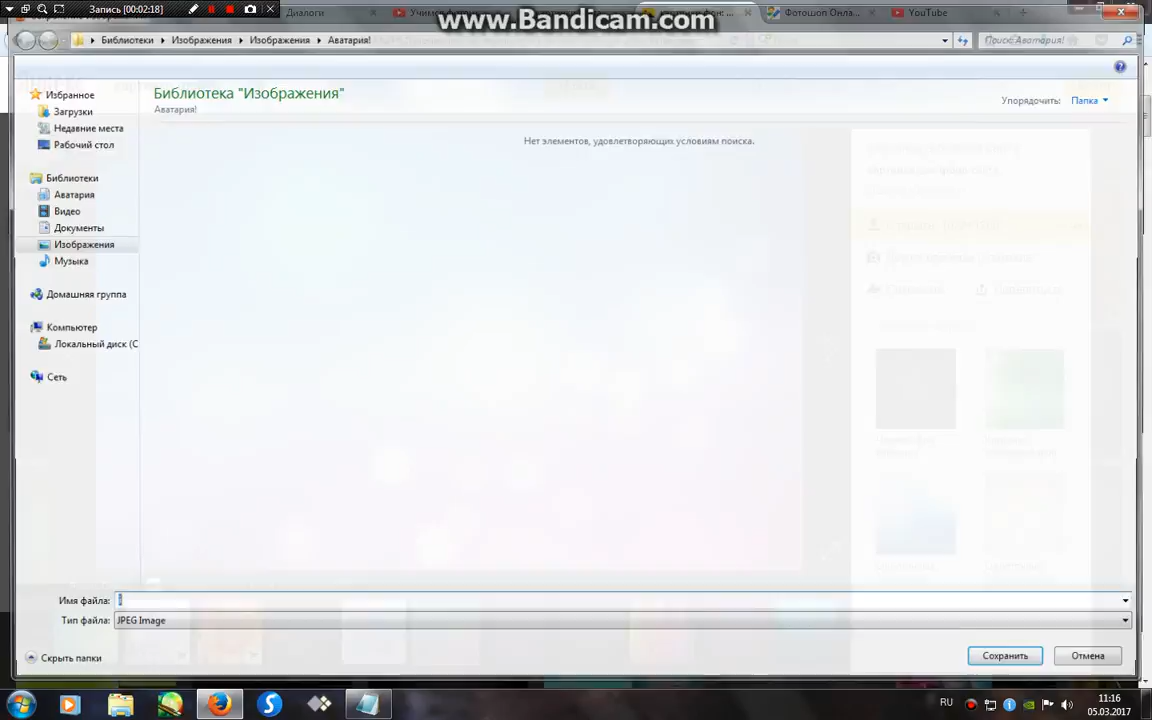 Запись [00:02:18]
www.Bandicam.com
Диалоги
Фотошоп Онла...
YouTube
Библиотеки
Изображения
Изображения
Аватария!
Поиск: Аватария!
Избранное
Загрузки
Недавние места
Рабочий стол
Библиотеки
Аватария
Видео
Документы
Изображения
Музыка
Домашняя группа
Компьютер
Локальный диск (C
Сеть
Библиотека "Изображения"
Аватария!
Упорядочить:
Папка
Нет элементов, удовлетворяющих условиям поиска.
Имя файла:
Тип файла:
JPEG Image
Скрыть папки
Сохранить
Отмена
RU
11:16
05.03.2017